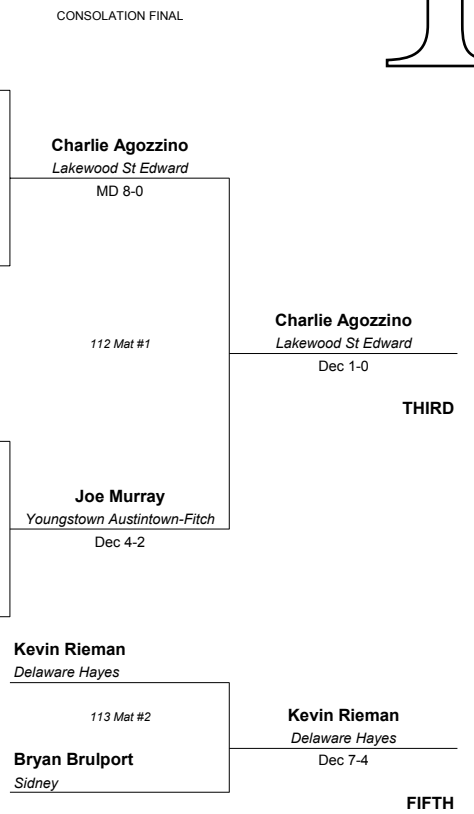 CONSOLATION FINAL
Charlie Agozzino
Lakewood St Edward
MD 8-0
112 Mat #1
Charlie Agozzino
Lakewood St Edward
Dec 1-0
THIRD
Joe Murray
Youngstown Austintown-Fitch
Dec 4-2
Kevin Rieman
Delaware Hayes
113 Mat #2
Kevin Rieman
Delaware Hayes
Dec 7-4
Bryan Brulport
Sidney
FIFTH